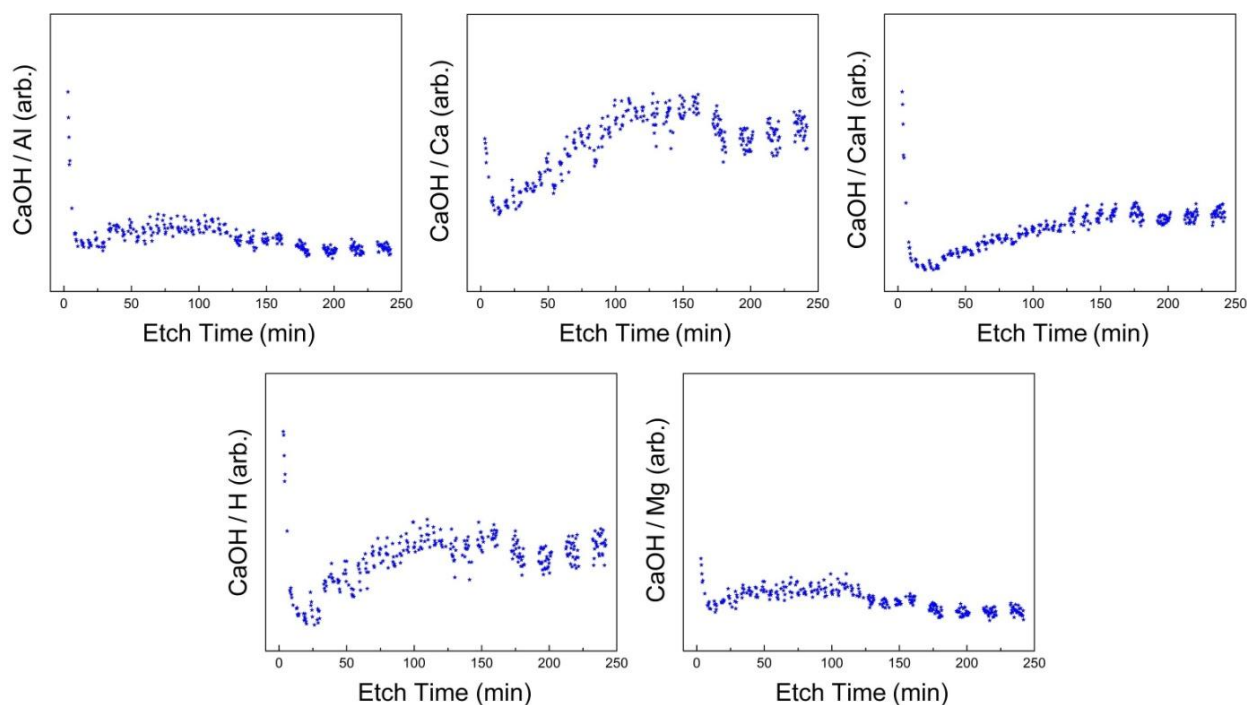 CaOH / Al (arb.)
0 50 100 150 200 250
Etch Time (min)
CaOH / Ca (arb.)
0 50 100 150 200 250
Etch Time (min)
CaOH / CaH (arb.)
0 50 100 150 200 250
Etch Time (min)
CaOH / H (arb.)
0 50 100 150 200 250
Etch Time (min)
CaOH / Mg (arb.)
0 50 100 150 200 250
Etch Time (min)